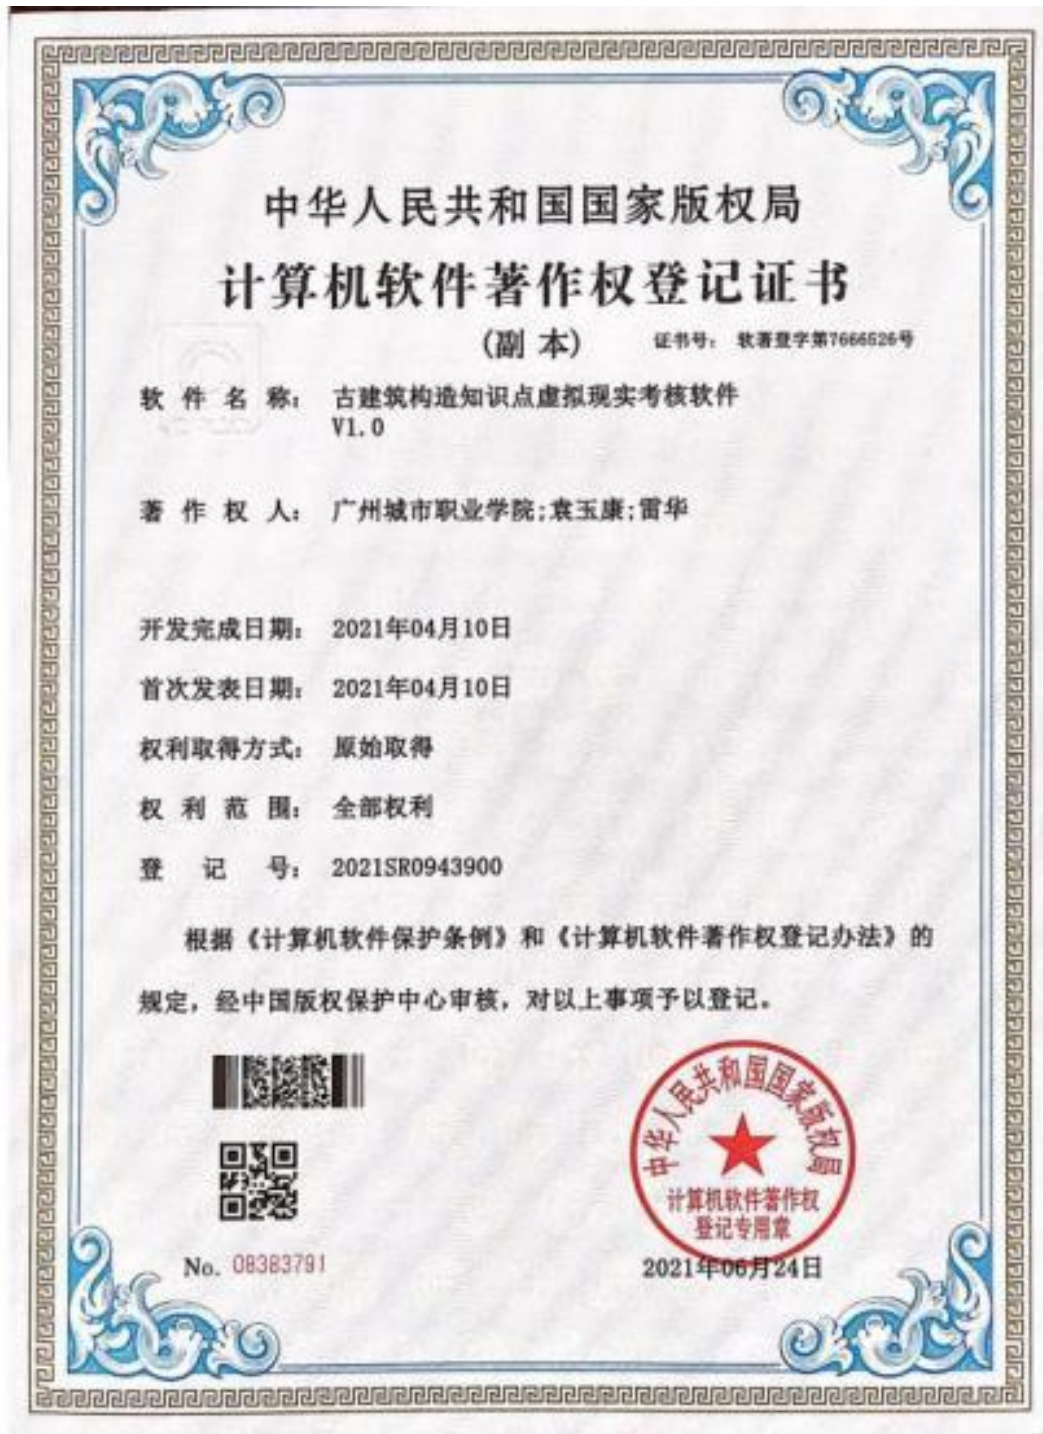 中华人民共和国国家版权局
计算机软件著作权登记证书
(副本)
证书号： 软著登字第7666526号
软件名称： 古建筑构造知识点虚拟现实考核软件
V1.0
著作权人： 广州城市职业学院;袁玉康;雷华
开发完成日期： 2021年04月10日
首次发表日期： 2021年04月10日
权利取得方式： 原始取得
权利范围： 全部权利
登记号： 2021SR0943900
根据《计算机软件保护条例》和《计算机软件著作权登记办法》的
规定，经中国版权保护中心审核，对以上事项予以登记。
中华人民共和国国家版权局
计算机软件著作权
登记专用章
No. 08383791
2021年06月24日